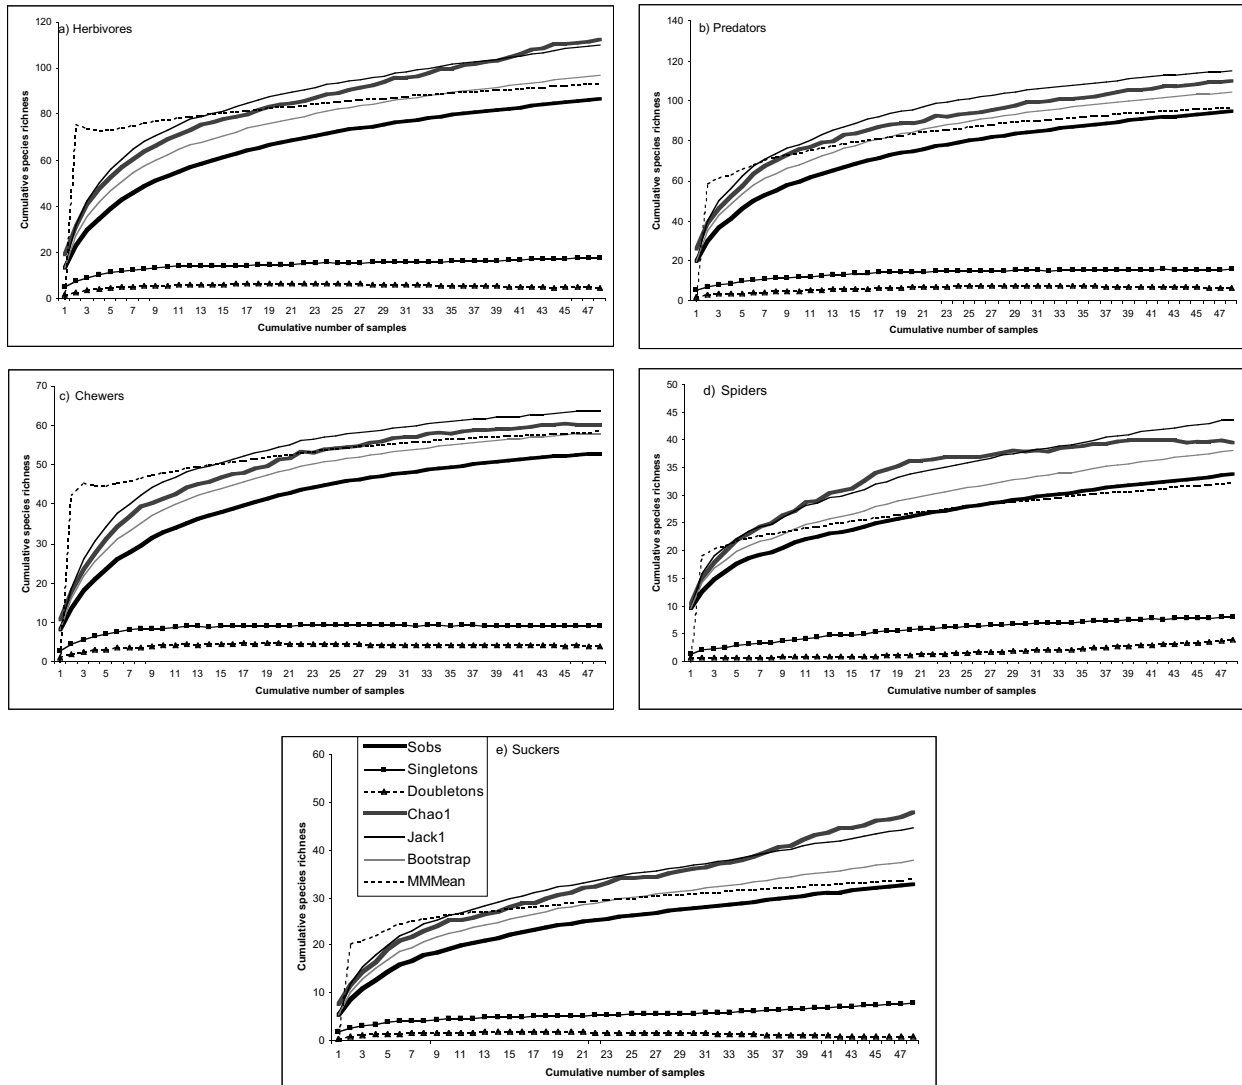 a) Herbivores
120
100
80
60
40
20
0
Cumulative species richness
1 3 5 7 9 11 13 15 17 19 21 23 25 27 29 31 33 35 37 39 41 43 45 47
Cumulative number of samples
b) Predators
140
120
100
80
60
40
20
0
Cumulative species richness
1 3 5 7 9 11 13 15 17 19 21 23 25 27 29 31 33 35 37 39 41 43 45 47
Cumulative number of samples
c) Chewers
70
60
50
40
30
20
10
0
Cumulative species richness
1 3 5 7 9 11 13 15 17 19 21 23 25 27 29 31 33 35 37 39 41 43 45 47
Cumulative number of samples
d) Spiders
50
45
40
35
30
25
20
15
10
5
0
Cumulative species richness
1 3 5 7 9 11 13 15 17 19 21 23 25 27 29 31 33 35 37 39 41 43 45 47
Cumulative number of samples
e) Suckers
60
50
40
30
20
10
0
Cumulative species richness
Sobs
Singletons
Doubletons
Chao1
Jack1
Bootstrap
MMMean
1 3 5 7 9 11 13 15 17 19 21 23 25 27 29 31 33 35 37 39 41 43 45 47
Cumulative number of samples